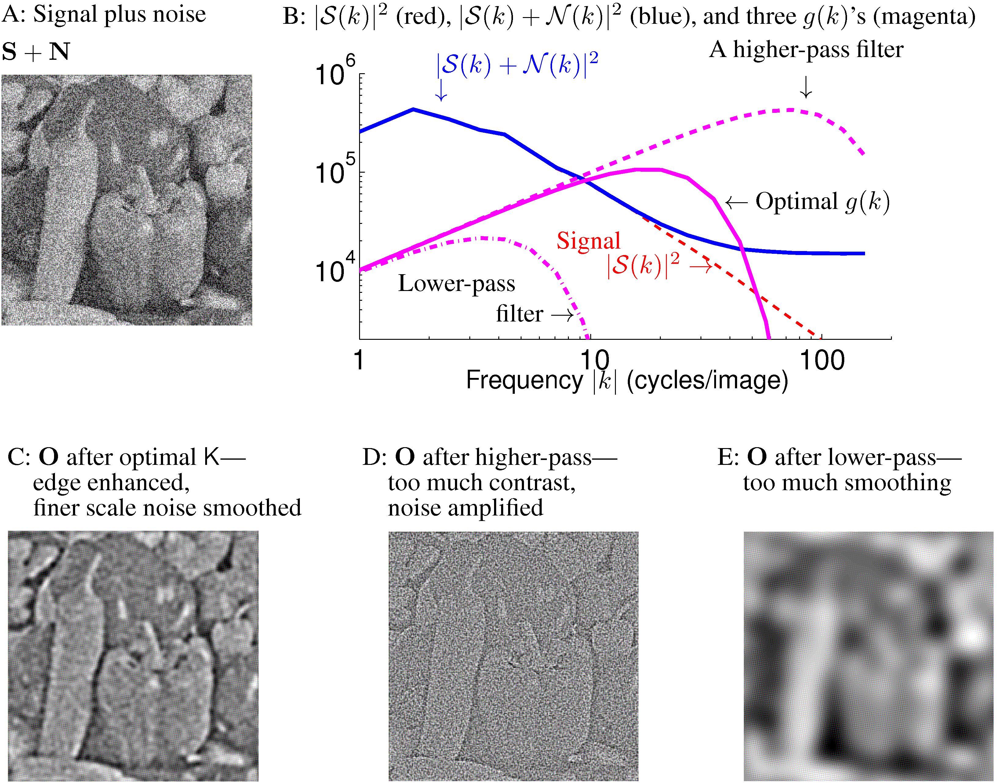 A: Signal plus noise
S + N
B: |𝒮(k)|² (red), |𝒮(k) + 𝒩(k)|² (blue), and three g(k)'s (magenta)
|𝒮(k) + 𝒩(k)|²
↓
A higher-pass filter
↓
10⁶
10⁵
10⁴
← Optimal g(k)
Signal
|𝒮(k)|² →
Lower-pass
filter →
1
10
100
Frequency |k| (cycles/image)
C: O after optimal K—
edge enhanced,
finer scale noise smoothed
D: O after higher-pass—
too much contrast,
noise amplified
E: O after lower-pass—
too much smoothing